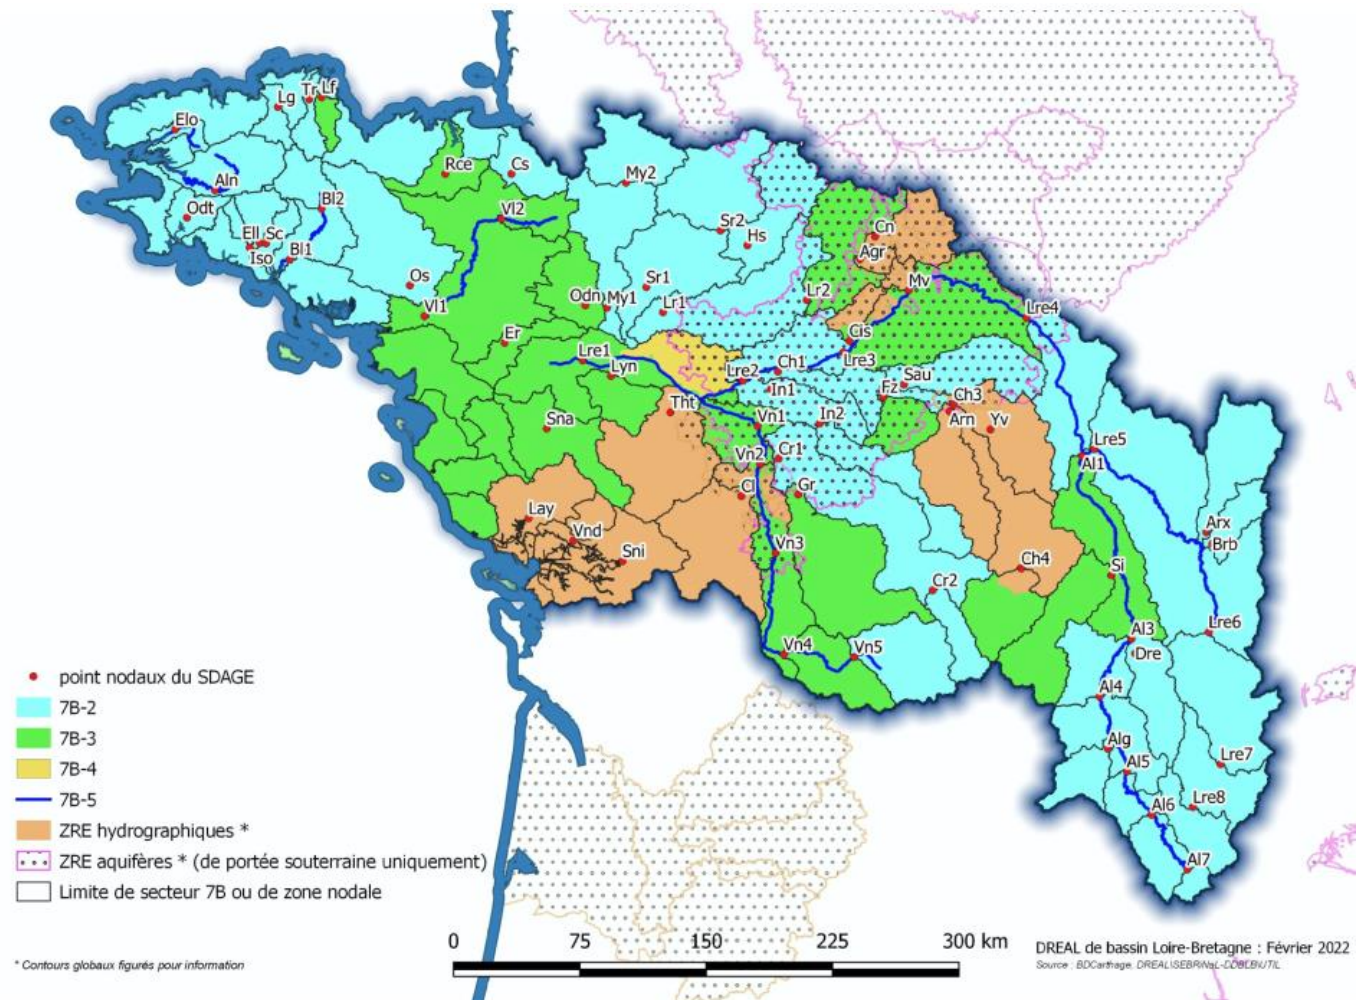 Lg
Tr
Lf
Elo
Rce
Cs
My2
Aln
Odt
Bl2
Vl2
Sr2
Hs
Cn
Ell
Sc
Iso
Bl1
Agr
Os
Sr1
Mv
Vl1
Odn
My1
Lr1
Lr2
Lre4
Er
Cis
Lre1
Lre3
Lyn
Lre2
Ch1
Sau
In1
Fz
Ch3
Tht
Vn1
In2
Arn
Yv
Sna
Lre5
Vn2
Cr1
Al1
Cl
Gr
Lay
Vnd
Arx
Brb
Sni
Vn3
Ch4
Si
Cr2
Lre6
Al3
Vn4
Vn5
Dre
Al4
Alg
Al5
Lre7
Al6
Lre8
Al7
point nodaux du SDAGE
7B-2
7B-3
7B-4
7B-5
ZRE hydrographiques *
ZRE aquifères * (de portée souterraine uniquement)
Limite de secteur 7B ou de zone nodale
0 75 150 225 300 km
* Contours globaux figurés pour information
DREAL de bassin Loire-Bretagne : Février 2022
Source : BDCarthage,